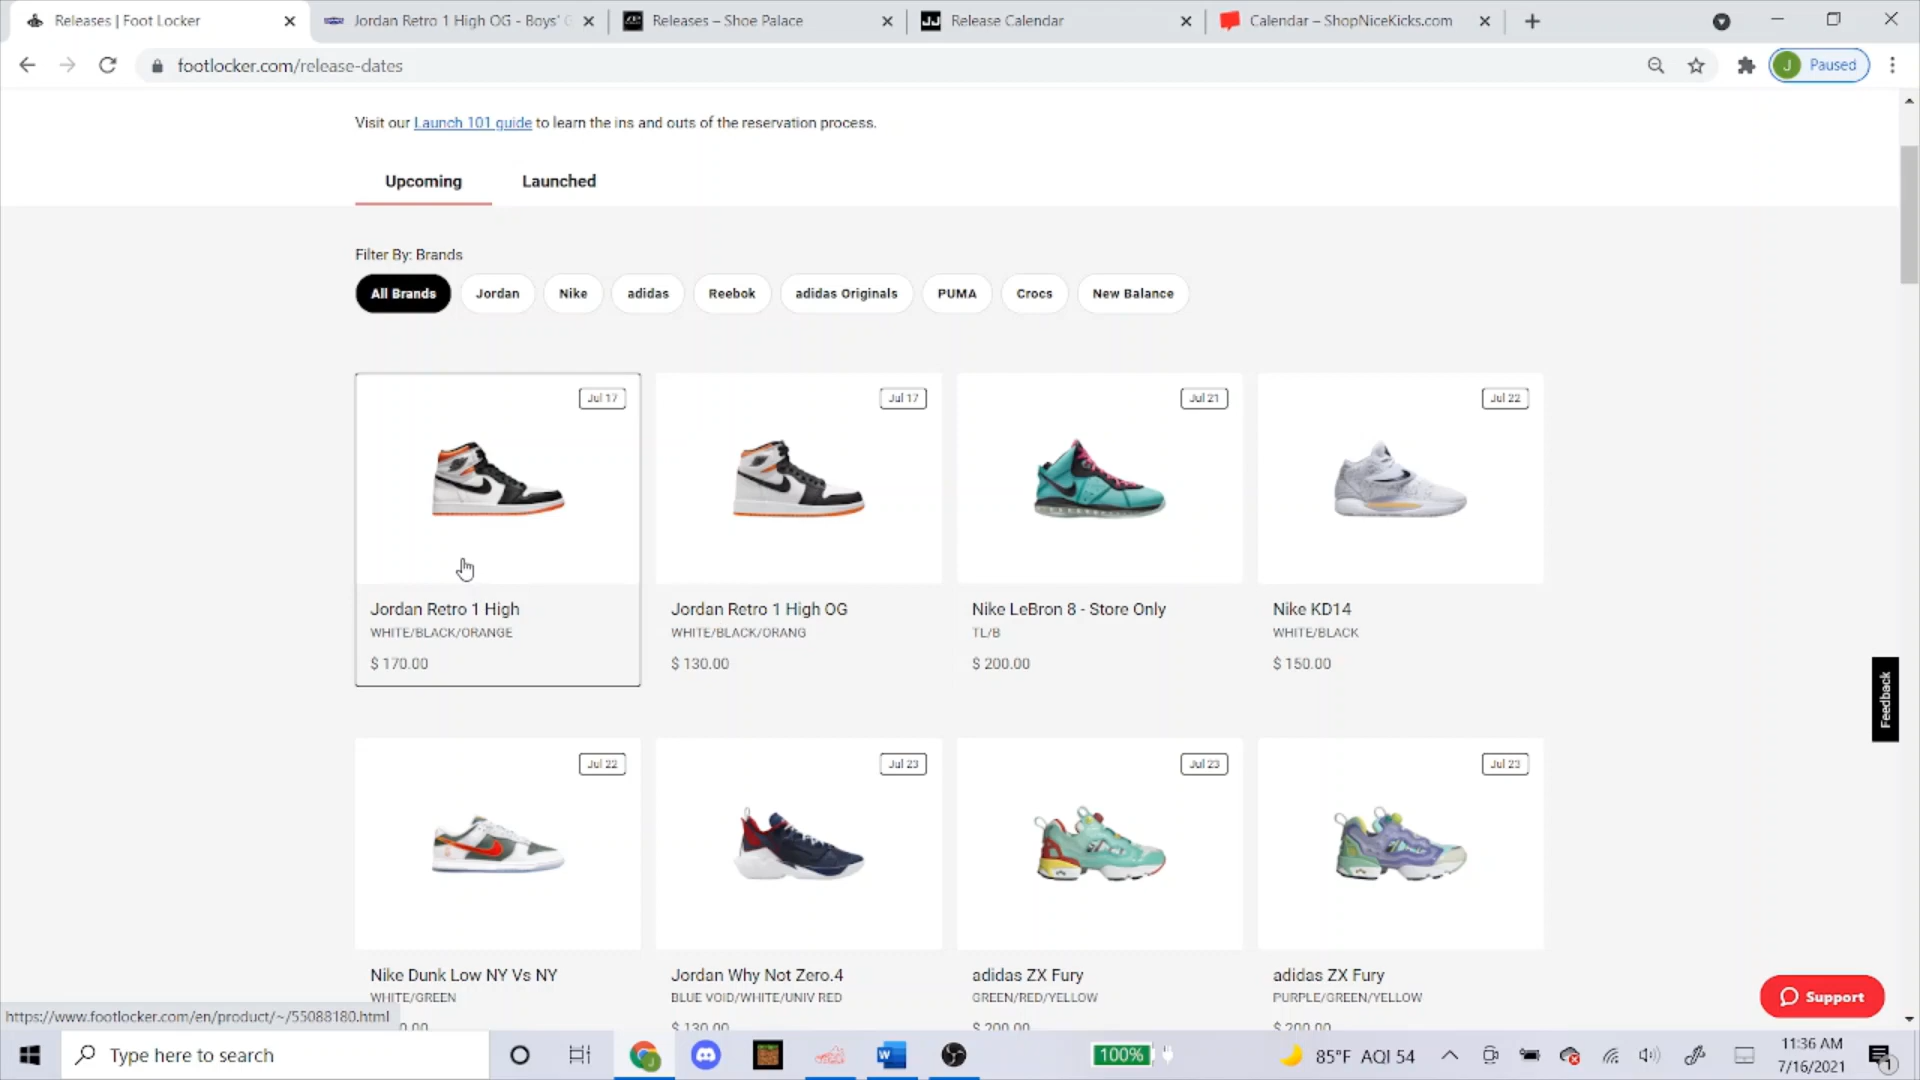 Releases | Foot Locker
Jordan Retro 1 High OG - Boys' G
Releases – Shoe Palace
Release Calendar
Calendar – ShopNiceKicks.com
footlocker.com/release-dates
J Paused
Visit our Launch 101 guide to learn the ins and outs of the reservation process.
Upcoming Launched
Filter By: Brands
All Brands Jordan Nike adidas Reebok adidas Originals PUMA Crocs New Balance
Jul 17 Jul 17 Jul 21 Jul 22
Jordan Retro 1 High Jordan Retro 1 High OG Nike LeBron 8 - Store Only Nike KD14
WHITE/BLACK/ORANGE WHITE/BLACK/ORANG TL/B WHITE/BLACK
$ 170.00 $ 130.00 $ 200.00 $ 150.00
Feedback
Jul 22 Jul 23 Jul 23 Jul 23
Nike Dunk Low NY Vs NY Jordan Why Not Zero.4 adidas ZX Fury adidas ZX Fury
WHITE/GREEN BLUE VOID/WHITE/UNIV RED GREEN/RED/YELLOW PURPLE/GREEN/YELLOW
Support
https://www.footlocker.com/en/product/~/55088180.html
$ 130.00 $ 200.00 $ 200.00
Type here to search
100%
85°F AQI 54
11:36 AM
7/16/2021
1